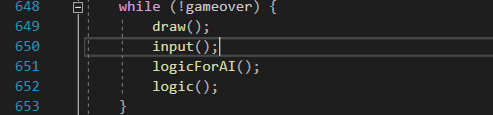 648 while (!gameover) {
649 draw();
650 input();
651 logicForAI();
652 logic();
653 }